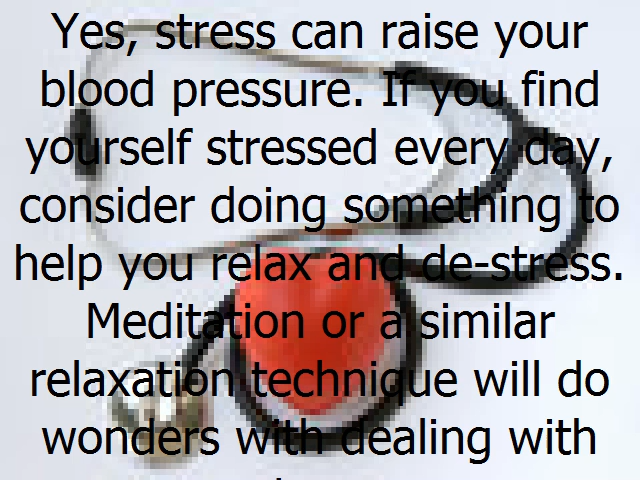 Yes, stress can raise your
blood pressure. If you find
yourself stressed every day,
consider doing something to
help you relax and de-stress.
Meditation or a similar
relaxation technique will do
wonders with dealing with